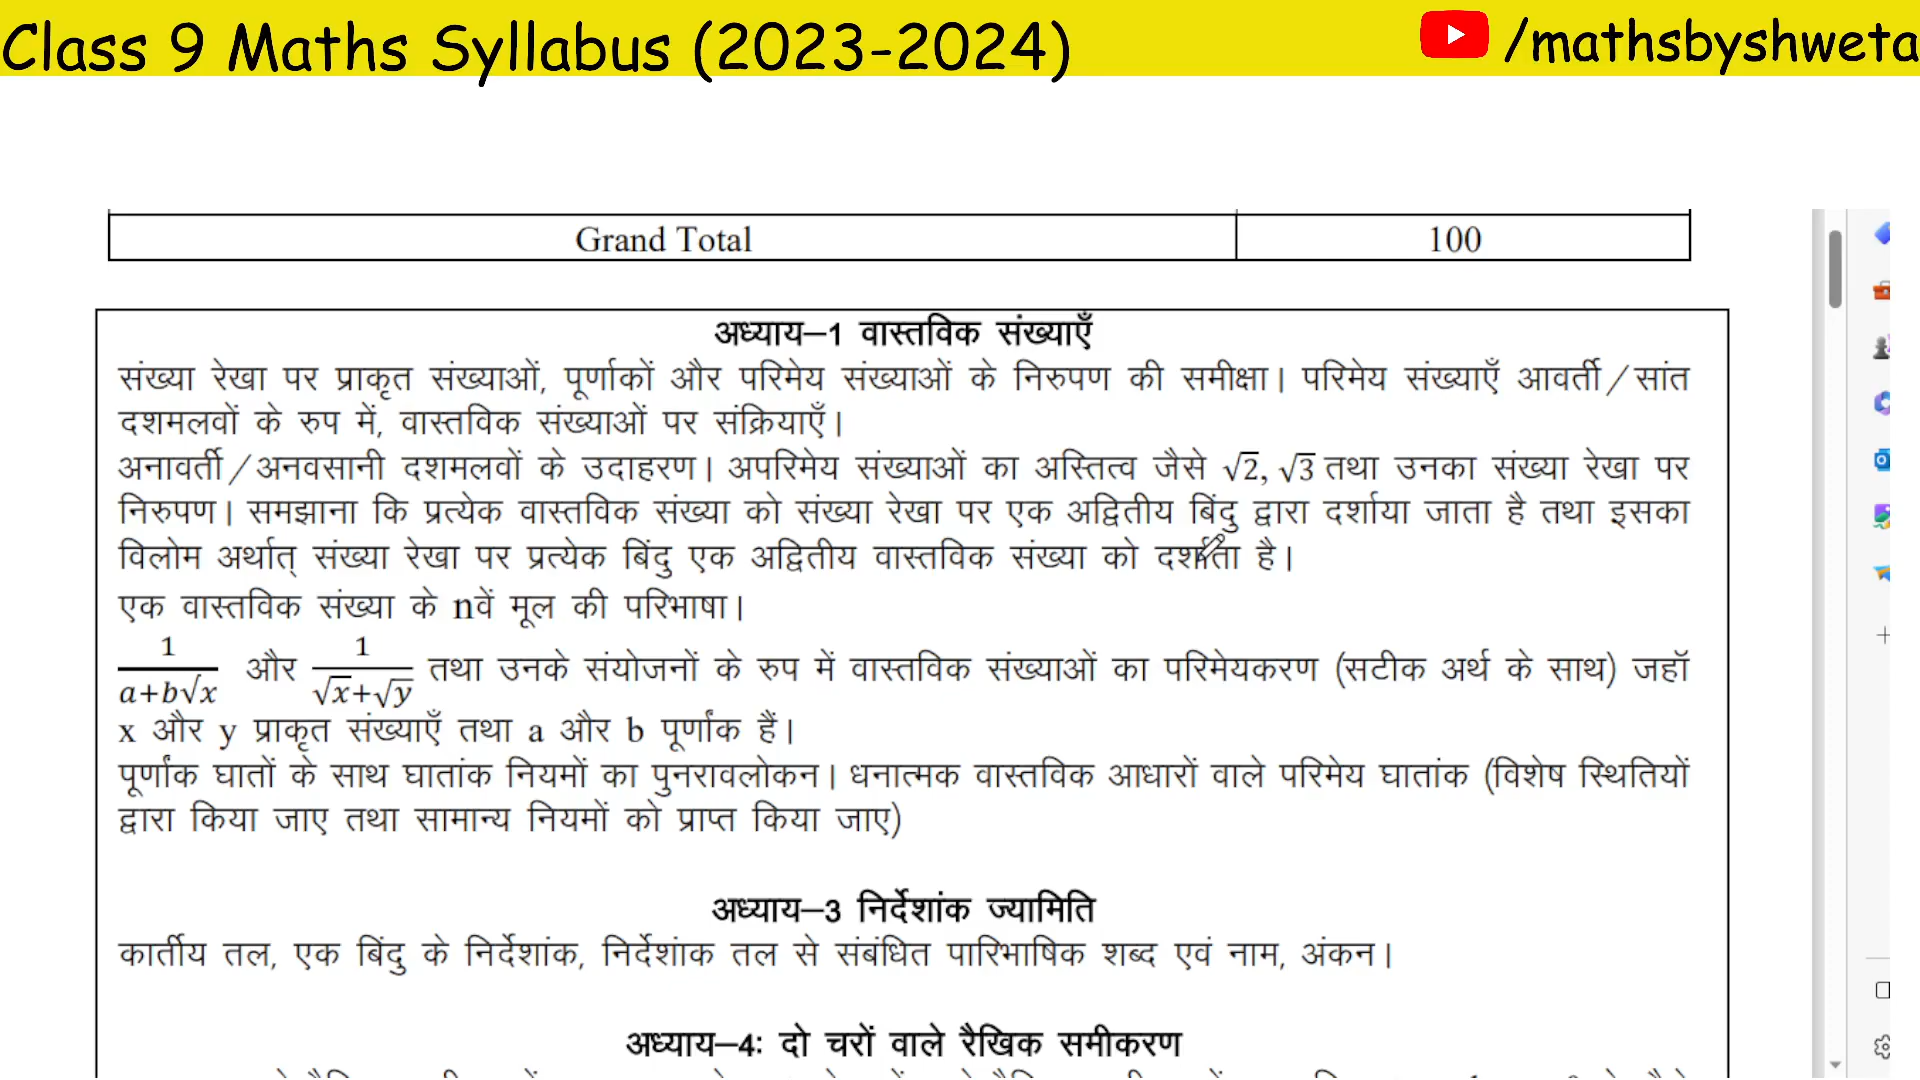 Class 9 Maths Syllabus (2023-2024)
/mathsbyshweta
Grand Total 100
अध्याय–1 वास्तविक संख्याएँ
संख्या रेखा पर प्राकृत संख्याओं, पूर्णाकों और परिमेय संख्याओं के निरुपण की समीक्षा। परिमेय संख्याएँ आवर्ती/सांत
दशमलवों के रुप में, वास्तविक संख्याओं पर संक्रियाएँ।
अनावर्ती/अनवसानी दशमलवों के उदाहरण। अपरिमेय संख्याओं का अस्तित्व जैसे √2, √3 तथा उनका संख्या रेखा पर
निरुपण। समझाना कि प्रत्येक वास्तविक संख्या को संख्या रेखा पर एक अद्वितीय बिंदु द्वारा दर्शाया जाता है तथा इसका
विलोम अर्थात् संख्या रेखा पर प्रत्येक बिंदु एक अद्वितीय वास्तविक संख्या को दर्शाता है।
एक वास्तविक संख्या के nवें मूल की परिभाषा।
1/(a+b√x) और 1/(√x+√y) तथा उनके संयोजनों के रुप में वास्तविक संख्याओं का परिमेयकरण (सटीक अर्थ के साथ) जहॉ
x और y प्राकृत संख्याएँ तथा a और b पूर्णांक हैं।
पूर्णांक घातों के साथ घातांक नियमों का पुनरावलोकन। धनात्मक वास्तविक आधारों वाले परिमेय घातांक (विशेष स्थितियों
द्वारा किया जाए तथा सामान्य नियमों को प्राप्त किया जाए)
अध्याय–3 निर्देशांक ज्यामिति
कार्तीय तल, एक बिंदु के निर्देशांक, निर्देशांक तल से संबंधित पारिभाषिक शब्द एवं नाम, अंकन।
अध्याय–4: दो चरों वाले रैखिक समीकरण